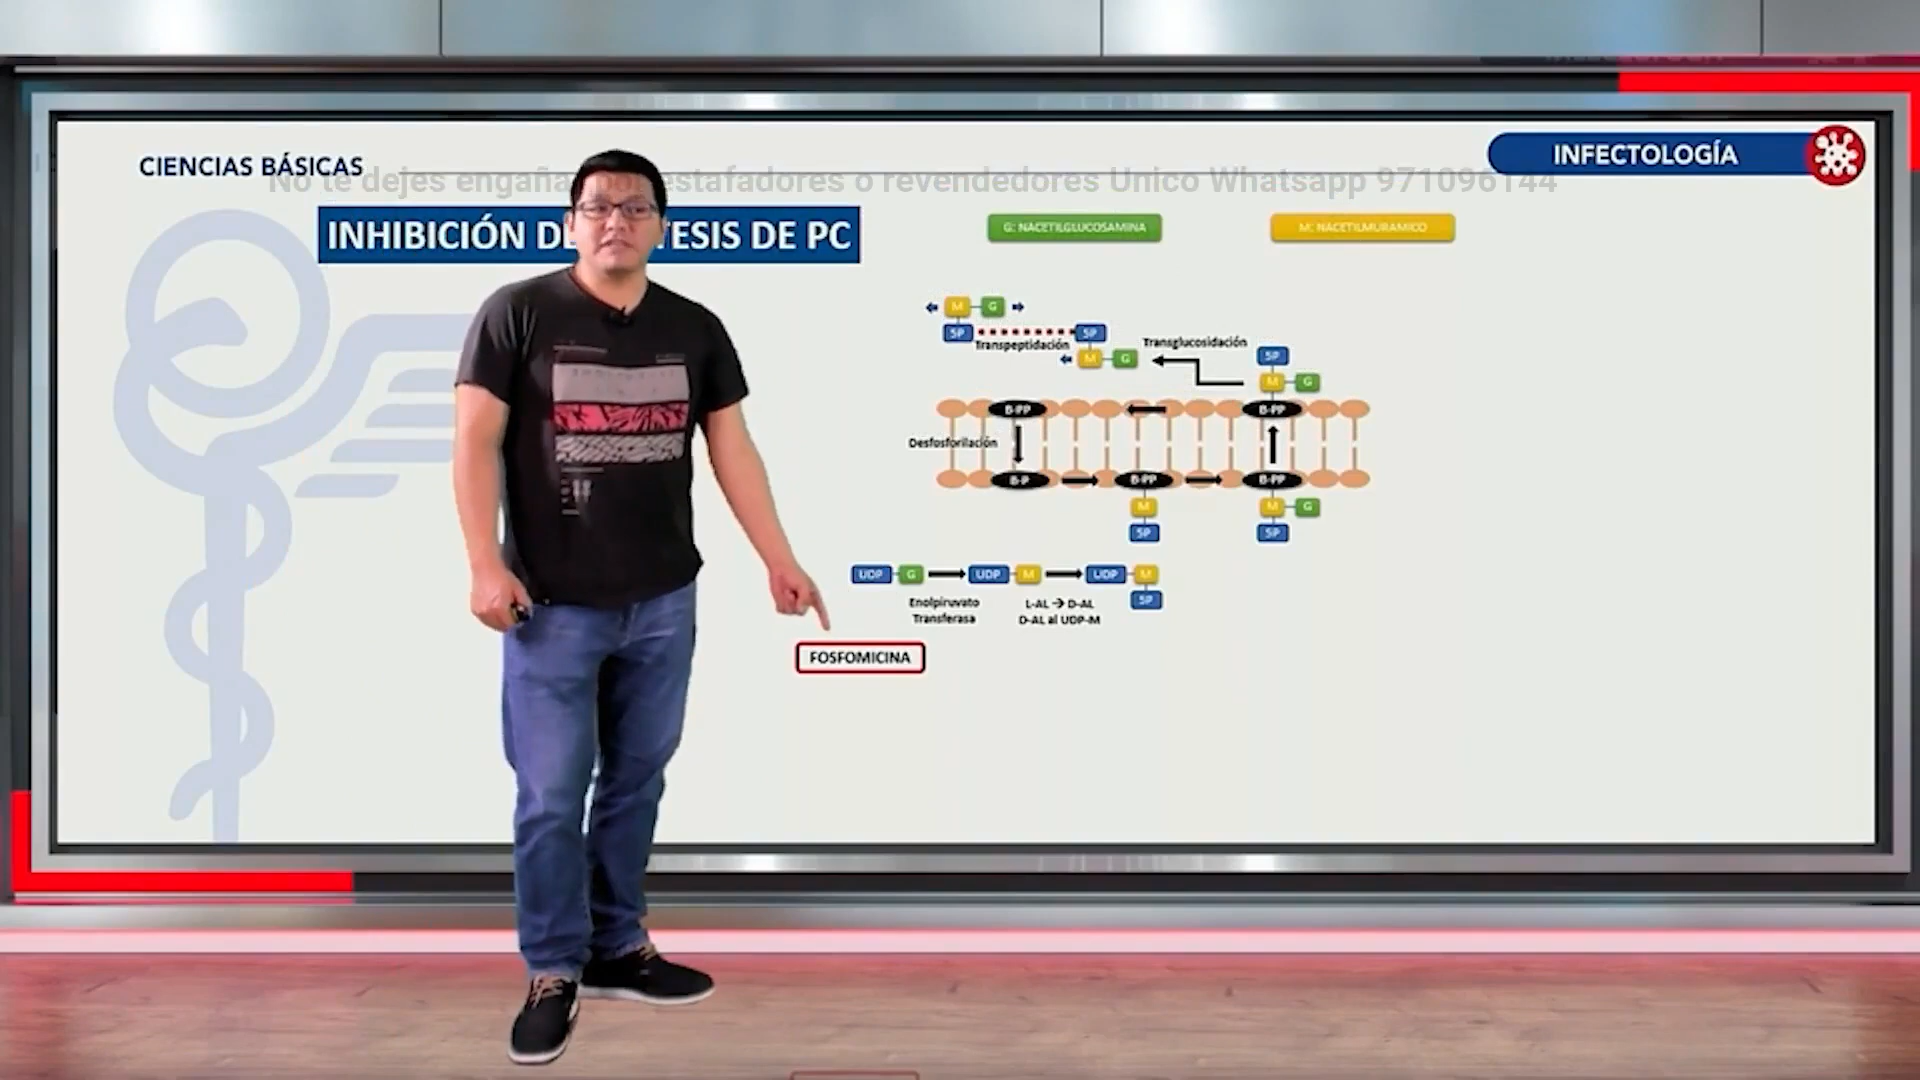 CIENCIAS BÁSICAS
INFECTOLOGÍA
No te dejes engaña estafadores o revendedores Unico Whatsapp 971096144
INHIBICIÓN DE TESIS DE PC
G: NACETILGLUCOSAMINA
M: NACETILMURAMICO
M G
5P 5P
Transpeptidación
M G
Transglucosidación
5P
M G
B-PP B-PP
Desfosforilación
B-P B-PP B-PP
M M G
5P 5P
UDP G UDP M UDP M
5P
Enolpiruvato
Transferasa
L-AL → D-AL
D-AL al UDP-M
FOSFOMICINA